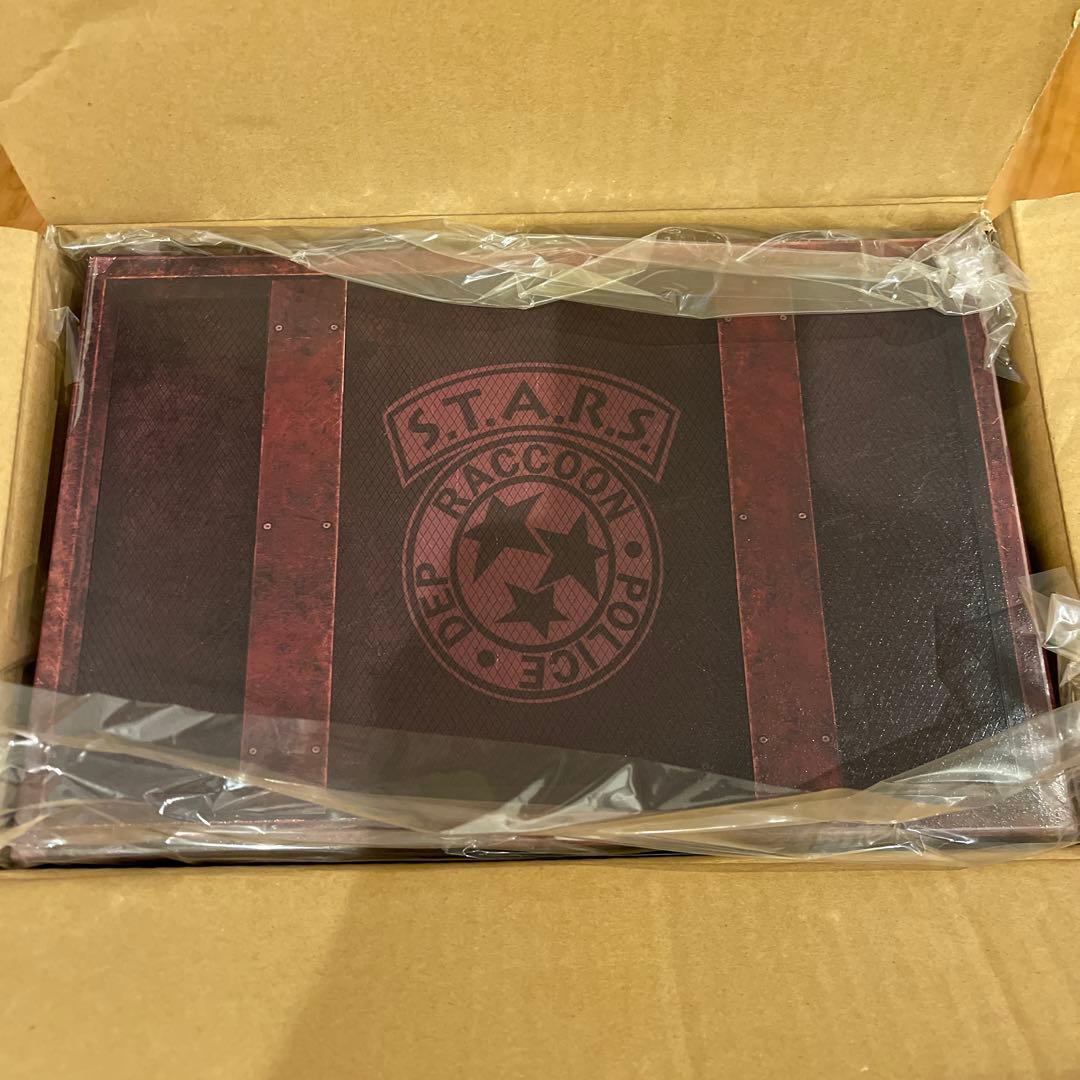 S.T.A.R.S.
RACCOON • POLICE • DEP